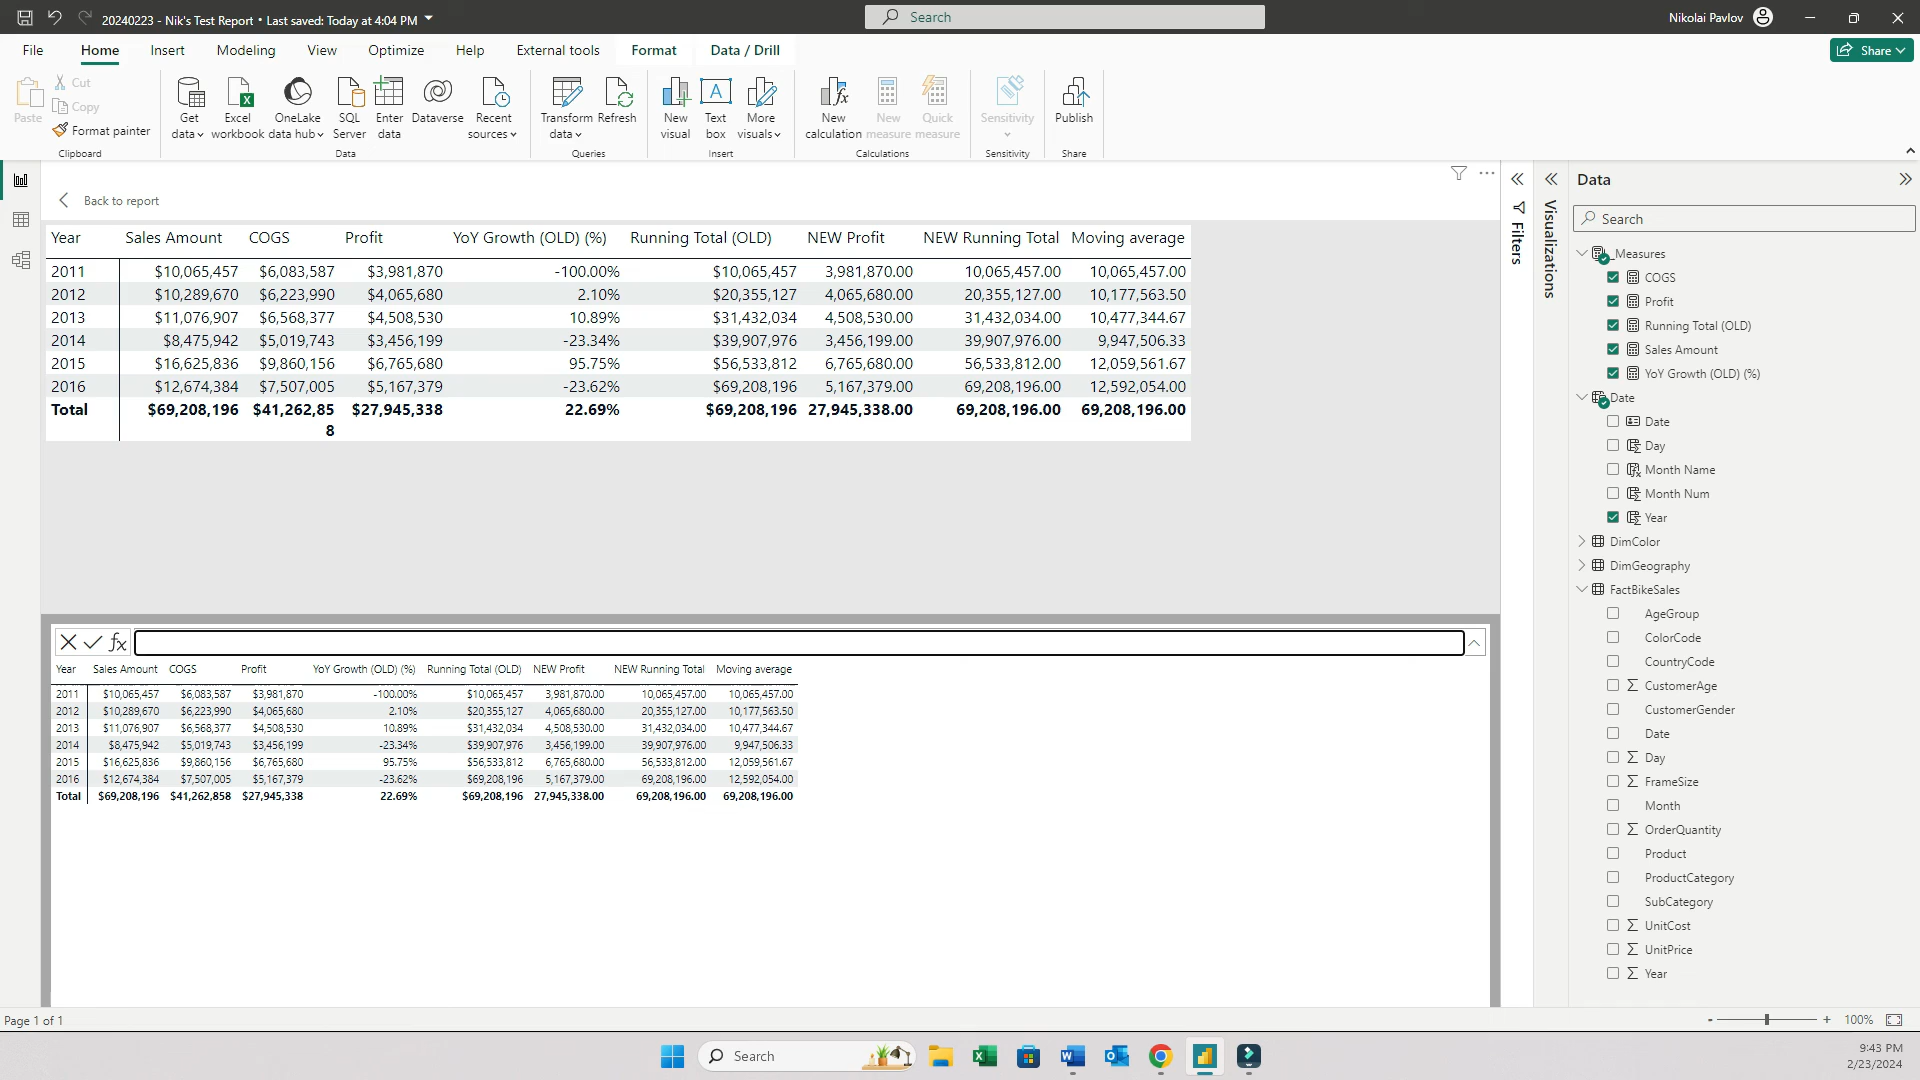 20240223 - Nik's Test Report • Last saved: Today at 4:04 PM
Search
Nikolai Pavlov
File Home Insert Modeling View Optimize Help External tools Format Data / Drill
Share
Paste
Cut
Copy
Format painter
Clipboard
Get data
Excel workbook
OneLake data hub
SQL Server
Enter data
Dataverse
Recent sources
Data
Transform data
Refresh
Queries
New visual
Text box
More visuals
Insert
New calculation
New measure
Quick measure
Calculations
Sensitivity
Sensitivity
Publish
Share
Back to report
Year Sales Amount COGS Profit YoY Growth (OLD) (%) Running Total (OLD) NEW Profit NEW Running Total Moving average
2011 $10,065,457 $6,083,587 $3,981,870 -100.00% $10,065,457 3,981,870.00 10,065,457.00 10,065,457.00
2012 $10,289,670 $6,223,990 $4,065,680 2.10% $20,355,127 4,065,680.00 20,355,127.00 10,177,563.50
2013 $11,076,907 $6,568,377 $4,508,530 10.89% $31,432,034 4,508,530.00 31,432,034.00 10,477,344.67
2014 $8,475,942 $5,019,743 $3,456,199 -23.34% $39,907,976 3,456,199.00 39,907,976.00 9,947,506.33
2015 $16,625,836 $9,860,156 $6,765,680 95.75% $56,533,812 6,765,680.00 56,533,812.00 12,059,561.67
2016 $12,674,384 $7,507,005 $5,167,379 -23.62% $69,208,196 5,167,379.00 69,208,196.00 12,592,054.00
Total $69,208,196 $41,262,85 $27,945,338 22.69% $69,208,196 27,945,338.00 69,208,196.00 69,208,196.00
8
fx
Year Sales Amount COGS Profit YoY Growth (OLD) (%) Running Total (OLD) NEW Profit NEW Running Total Moving average
2011 $10,065,457 $6,083,587 $3,981,870 -100.00% $10,065,457 3,981,870.00 10,065,457.00 10,065,457.00
2012 $10,289,670 $6,223,990 $4,065,680 2.10% $20,355,127 4,065,680.00 20,355,127.00 10,177,563.50
2013 $11,076,907 $6,568,377 $4,508,530 10.89% $31,432,034 4,508,530.00 31,432,034.00 10,477,344.67
2014 $8,475,942 $5,019,743 $3,456,199 -23.34% $39,907,976 3,456,199.00 39,907,976.00 9,947,506.33
2015 $16,625,836 $9,860,156 $6,765,680 95.75% $56,533,812 6,765,680.00 56,533,812.00 12,059,561.67
2016 $12,674,384 $7,507,005 $5,167,379 -23.62% $69,208,196 5,167,379.00 69,208,196.00 12,592,054.00
Total $69,208,196 $41,262,858 $27,945,338 22.69% $69,208,196 27,945,338.00 69,208,196.00 69,208,196.00
Filters
Visualizations
Data
Search
_Measures
COGS
Profit
Running Total (OLD)
Sales Amount
YoY Growth (OLD) (%)
Date
Date
Day
Month Name
Month Num
Year
DimColor
DimGeography
FactBikeSales
AgeGroup
ColorCode
CountryCode
CustomerAge
CustomerGender
Date
Day
FrameSize
Month
OrderQuantity
Product
ProductCategory
SubCategory
UnitCost
UnitPrice
Year
Page 1 of 1
- + 100%
Search
9:43 PM
2/23/2024